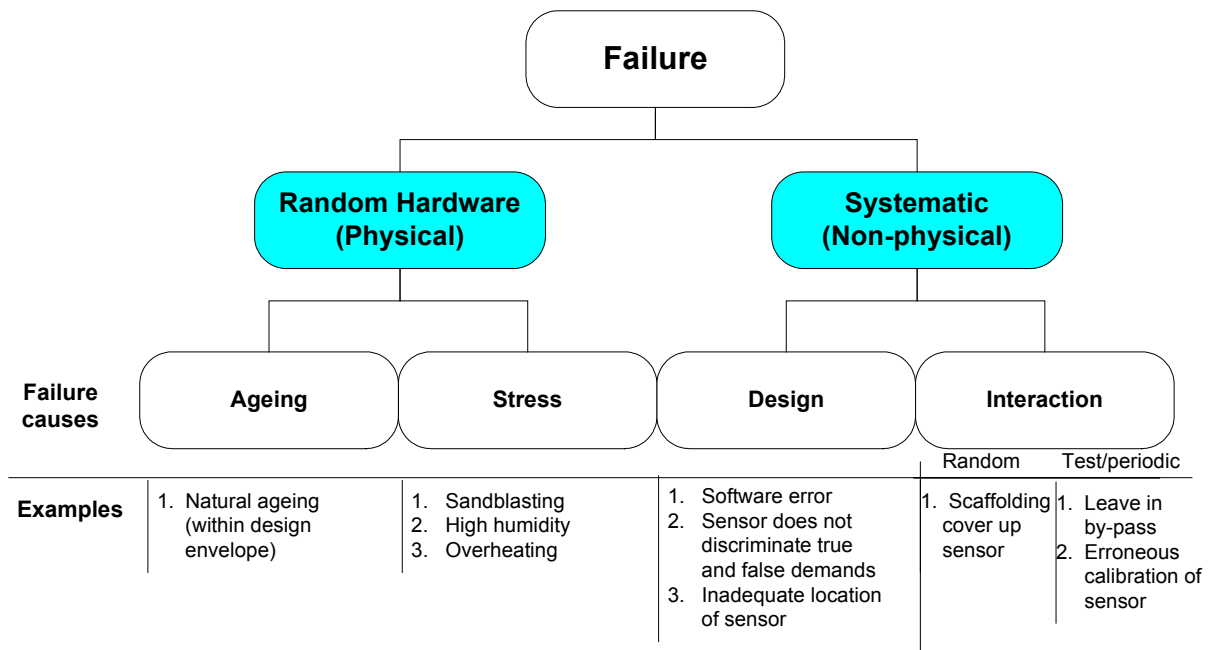 Failure
Random Hardware
(Physical)
Systematic
(Non-physical)
Failure
causes
Ageing
Stress
Design
Interaction
Random
Test/periodic
Examples
1. Natural ageing
(within design
envelope)
1. Sandblasting
2. High humidity
3. Overheating
1. Software error
2. Sensor does not
discriminate true
and false demands
3. Inadequate location
of sensor
1. Scaffolding
cover up
sensor
1. Leave in
by-pass
2. Erroneous
calibration of
sensor